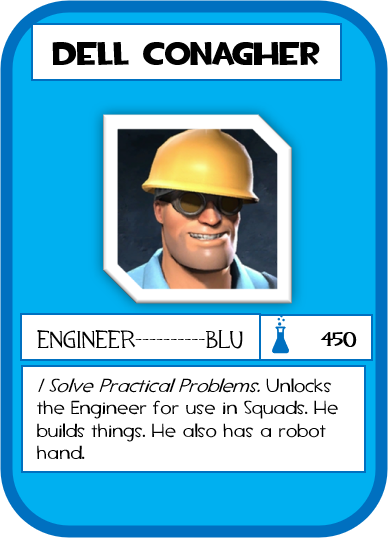 DELL CONAGHER
ENGINEER----------BLU
450
I Solve Practical Problems. Unlocks
the Engineer for use in Squads. He
builds things. He also has a robot
hand.